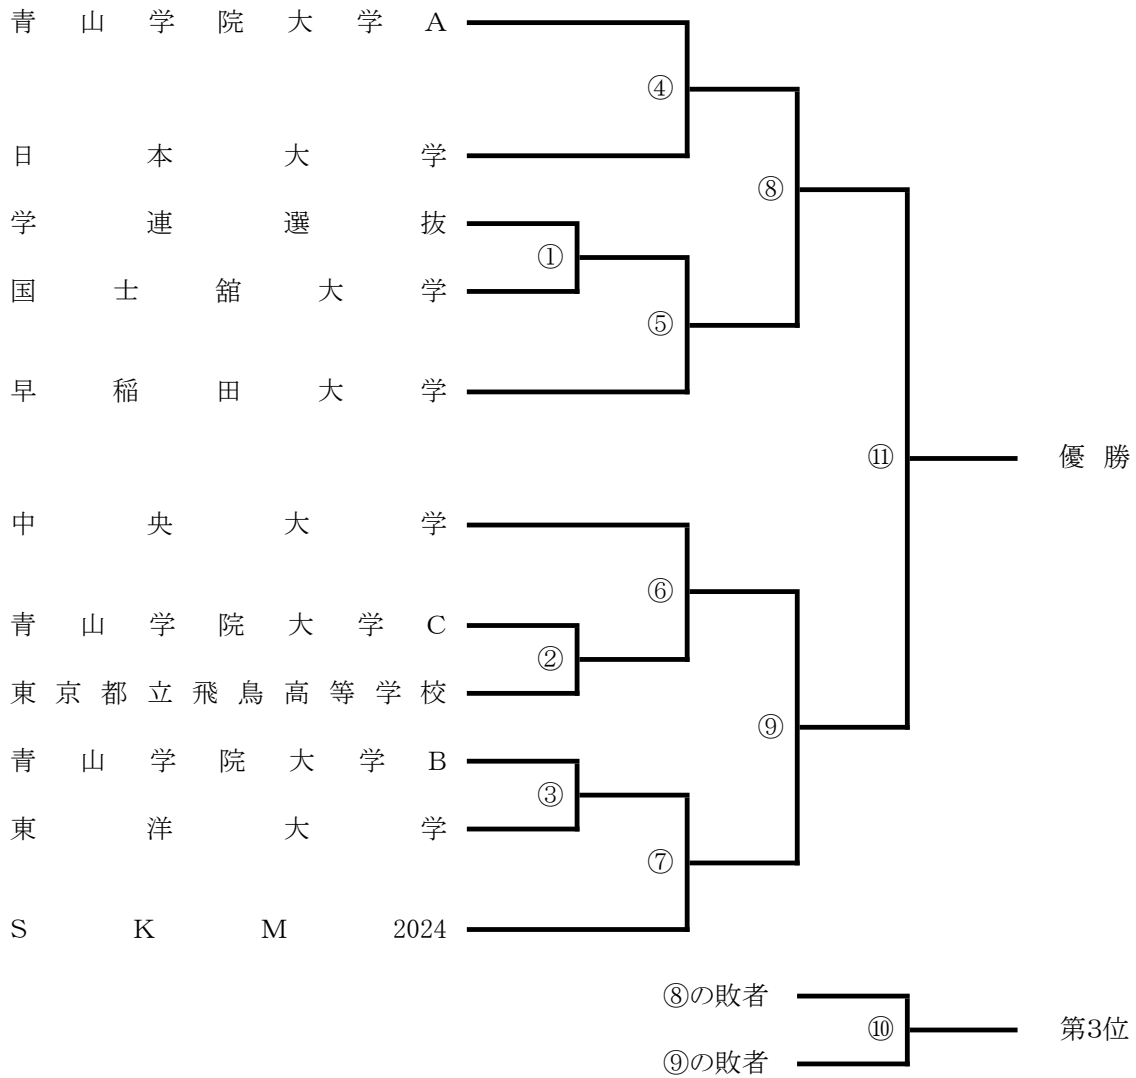 青山学院大学A
④
日本大学
⑧
学連選抜
①
国士舘大学
⑤
早稲田大学
⑪ 優勝
中央大学
⑥
青山学院大学C
②
東京都立飛鳥高等学校
⑨
青山学院大学B
③
東洋大学
⑦
SKM2024
⑧の敗者
⑩ 第3位
⑨の敗者